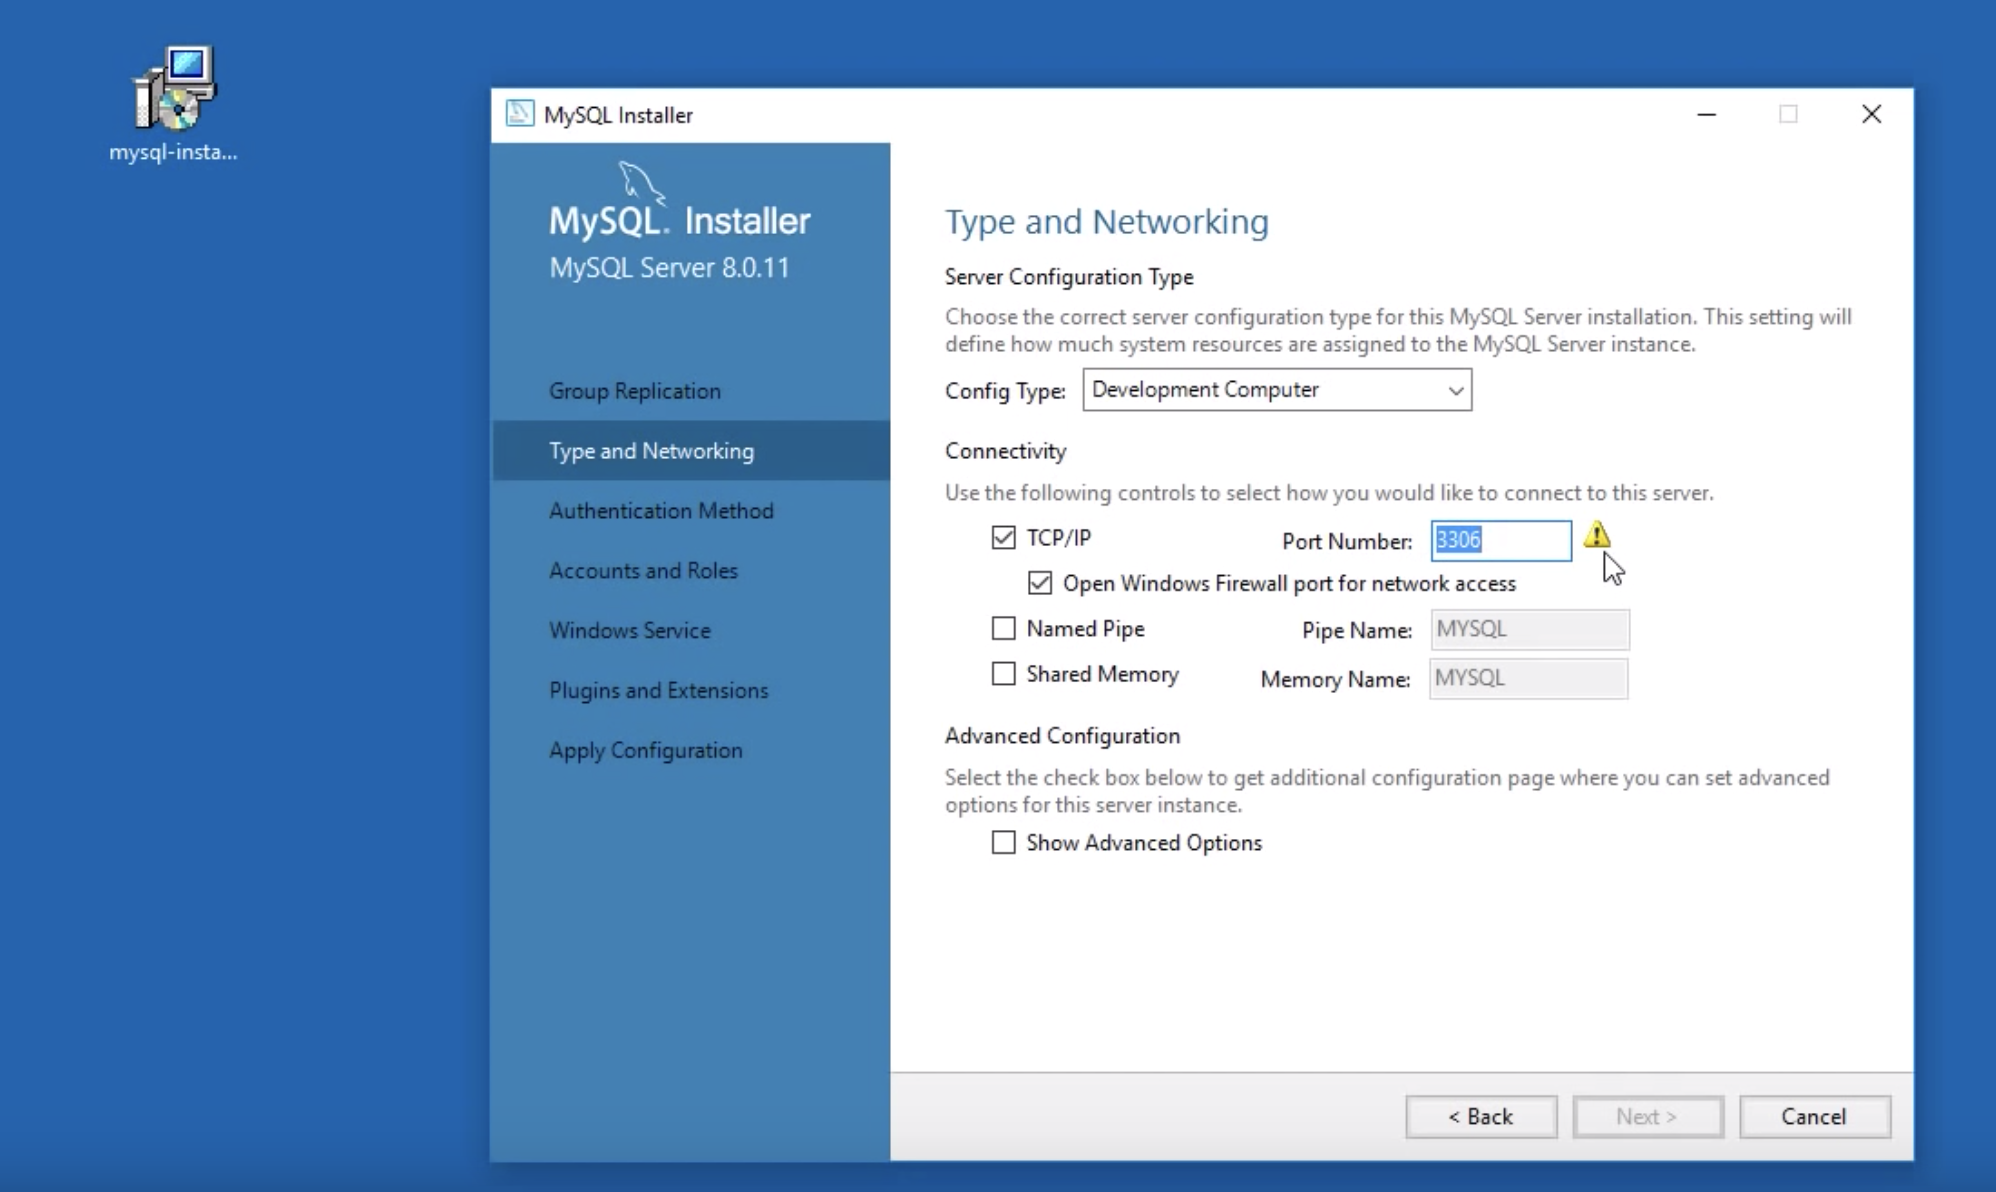 mysql-insta...
MySQL Installer
MySQL. Installer
MySQL Server 8.0.11
Group Replication
Type and Networking
Authentication Method
Accounts and Roles
Windows Service
Plugins and Extensions
Apply Configuration
Type and Networking
Server Configuration Type
Choose the correct server configuration type for this MySQL Server installation. This setting will
define how much system resources are assigned to the MySQL Server instance.
Config Type: Development Computer
Connectivity
Use the following controls to select how you would like to connect to this server.
TCP/IP Port Number: 3306
Open Windows Firewall port for network access
Named Pipe Pipe Name: MYSQL
Shared Memory Memory Name: MYSQL
Advanced Configuration
Select the check box below to get additional configuration page where you can set advanced
options for this server instance.
Show Advanced Options
< Back Next > Cancel